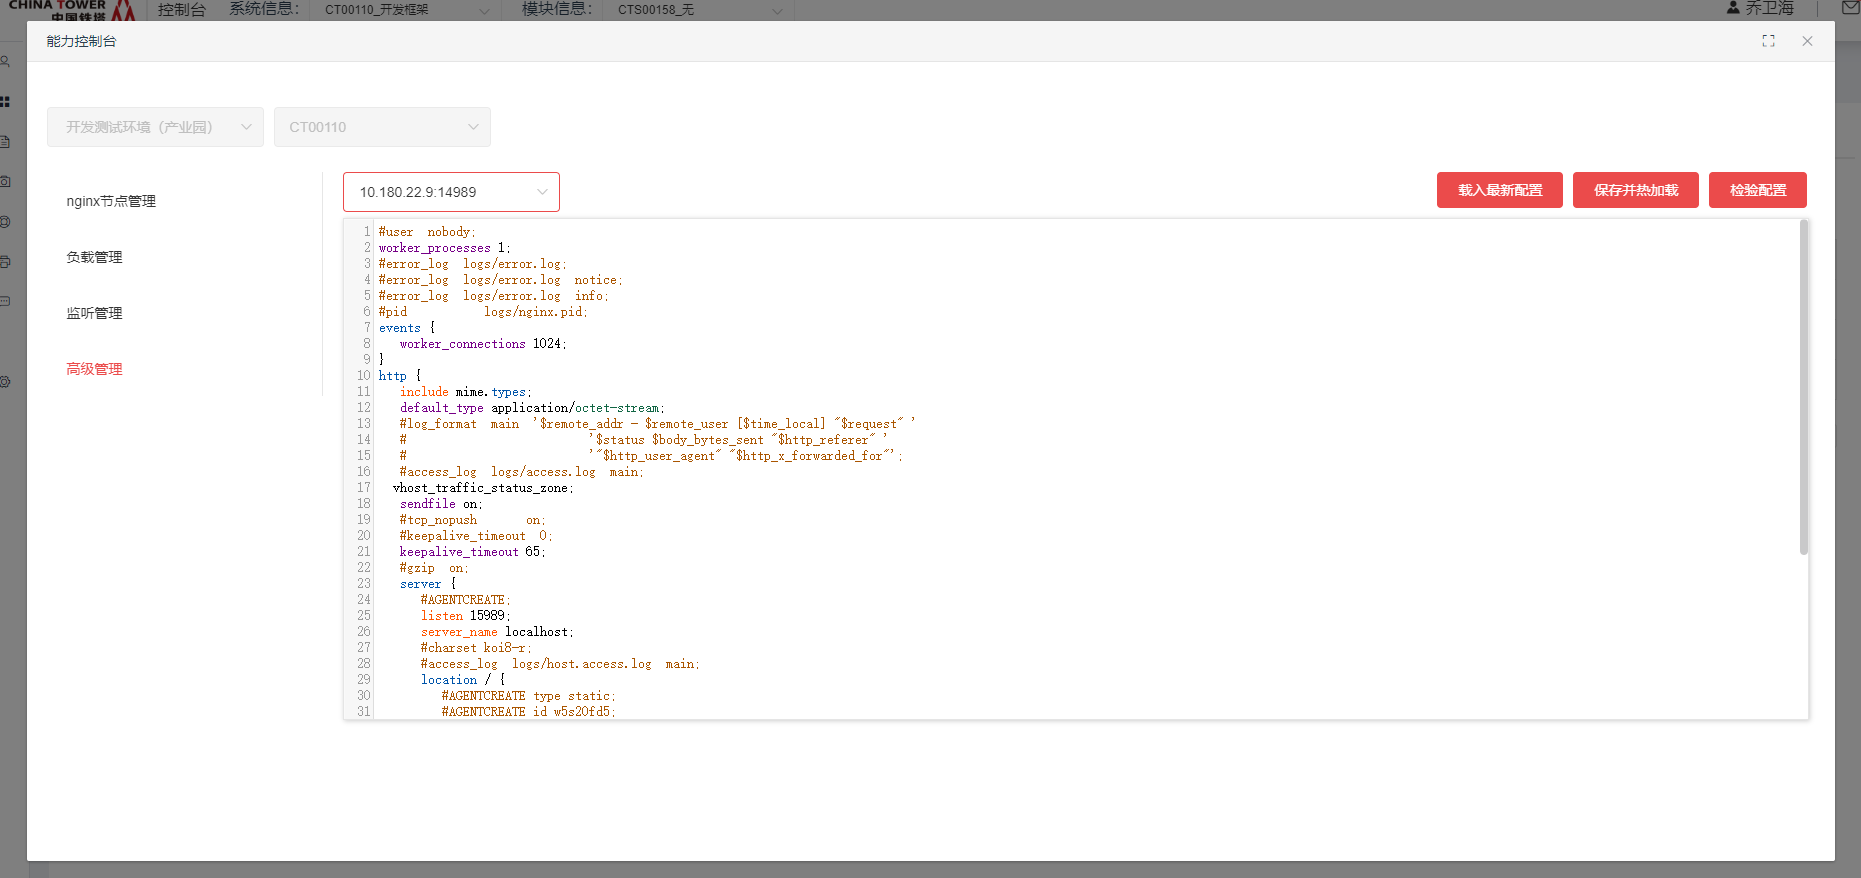 CHINA TOWER
中国铁塔
控制台
系统信息：
CT00110_开发框架
模块信息：
CTS00158_无
乔卫海
能力控制台
开发测试环境（产业园）
CT00110
nginx节点管理
负载管理
监听管理
高级管理
10.180.22.9:14989
载入最新配置
保存并热加载
检验配置
1 #user  nobody;
2 worker_processes 1;
3 #error_log  logs/error.log;
4 #error_log  logs/error.log  notice;
5 #error_log  logs/error.log  info;
6 #pid           logs/nginx.pid;
7 events {
8    worker_connections 1024;
9 }
10 http {
11    include mime.types;
12    default_type application/octet-stream;
13    #log_format  main  '$remote_addr - $remote_user [$time_local] "$request" '
14    #                          '$status $body_bytes_sent "$http_referer" '
15    #                          '"$http_user_agent" "$http_x_forwarded_for"';
16    #access_log  logs/access.log  main;
17   vhost_traffic_status_zone;
18    sendfile on;
19    #tcp_nopush       on;
20    #keepalive_timeout  0;
21    keepalive_timeout 65;
22    #gzip  on;
23    server {
24       #AGENTCREATE;
25       listen 15989;
26       server_name localhost;
27       #charset koi8-r;
28       #access_log  logs/host.access.log  main;
29       location / {
30          #AGENTCREATE type static;
31          #AGENTCREATE id w5s20fd5;